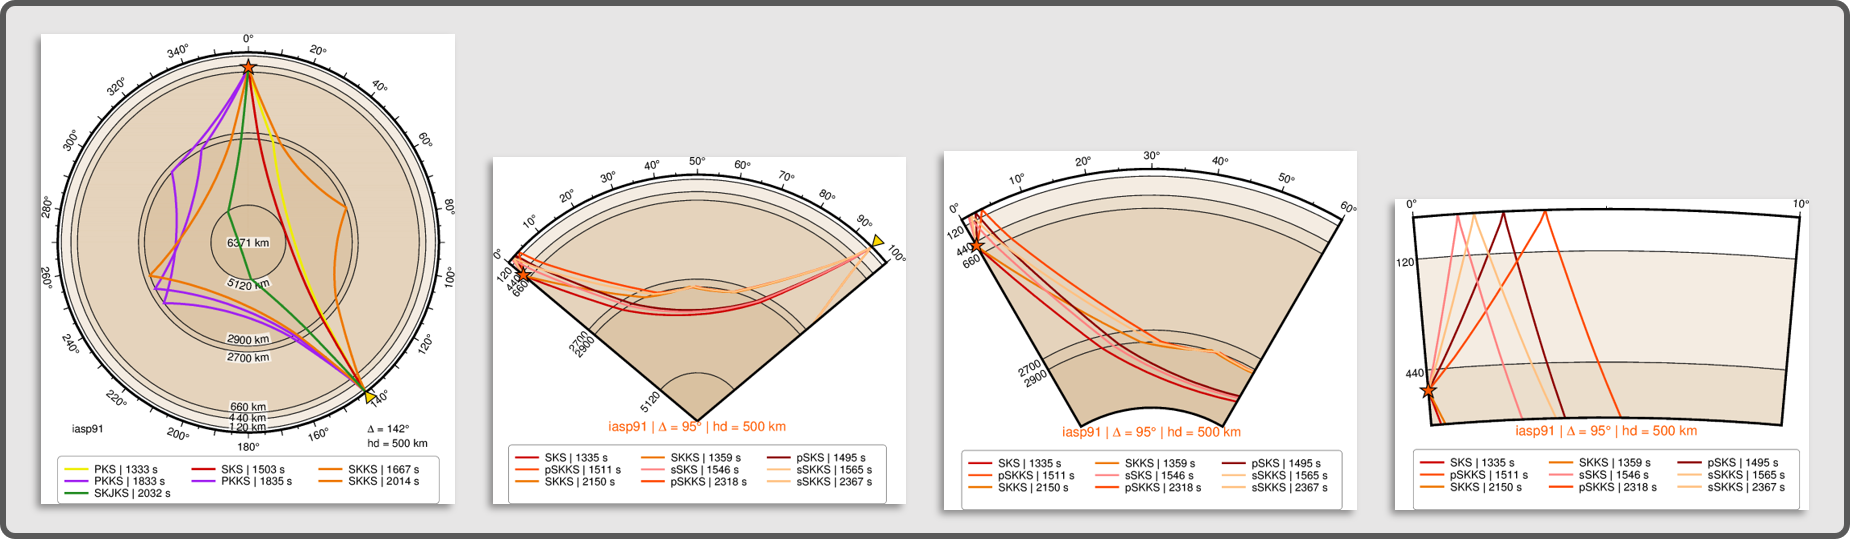 0°
20°
40°
60°
80°
100°
120°
140°
160°
180°
200°
220°
240°
260°
280°
300°
320°
340°
6371 km
5120 km
2900 km
2700 km
660 km
440 km
120 km
iasp91
Δ = 142°
hd = 500 km
PKS | 1333 s SKS | 1503 s SKKS | 1667 s
PKKS | 1833 s PKKS | 1835 s SKKS | 2014 s
SKJKS | 2032 s
0°
10°
20°
30°
40°
50°
60°
70°
80°
90°
100°
120
440
660
2700
2900
5120
iasp91 | Δ = 95° | hd = 500 km
SKS | 1335 s SKKS | 1359 s pSKS | 1495 s
pSKKS | 1511 s sSKS | 1546 s sSKKS | 1565 s
SKKS | 2150 s pSKKS | 2318 s sSKKS | 2367 s
0°
10°
20°
30°
40°
50°
60°
120
440
660
2700
2900
iasp91 | Δ = 95° | hd = 500 km
SKS | 1335 s SKKS | 1359 s pSKS | 1495 s
pSKKS | 1511 s sSKS | 1546 s sSKKS | 1565 s
SKKS | 2150 s pSKKS | 2318 s sSKKS | 2367 s
0°
10°
120
440
iasp91 | Δ = 95° | hd = 500 km
SKS | 1335 s SKKS | 1359 s pSKS | 1495 s
pSKKS | 1511 s sSKS | 1546 s sSKKS | 1565 s
SKKS | 2150 s pSKKS | 2318 s sSKKS | 2367 s